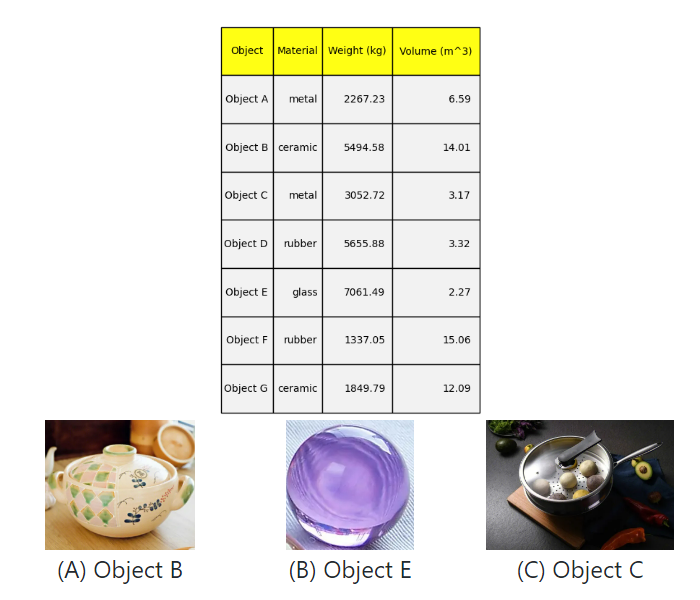 Object Material Weight (kg) Volume (m^3)
Object A metal 2267.23 6.59
Object B ceramic 5494.58 14.01
Object C metal 3052.72 3.17
Object D rubber 5655.88 3.32
Object E glass 7061.49 2.27
Object F rubber 1337.05 15.06
Object G ceramic 1849.79 12.09
(A) Object B (B) Object E (C) Object C